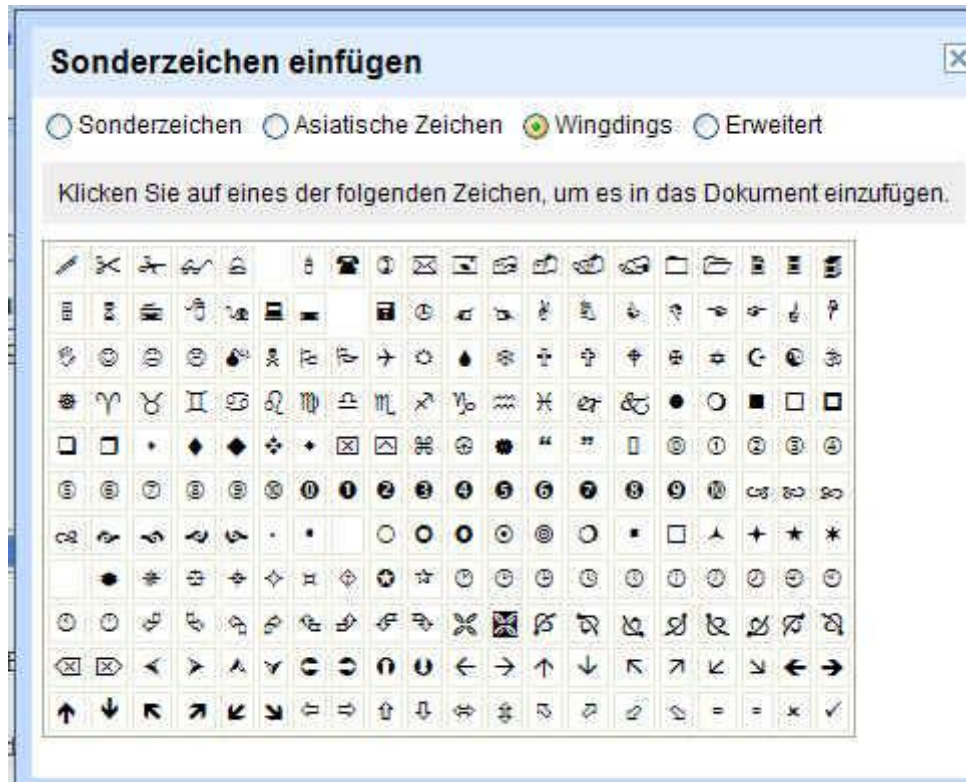 Sonderzeichen einfügen
Sonderzeichen Asiatische Zeichen Wingdings Erweitert
Klicken Sie auf eines der folgenden Zeichen, um es in das Dokument einzufügen.